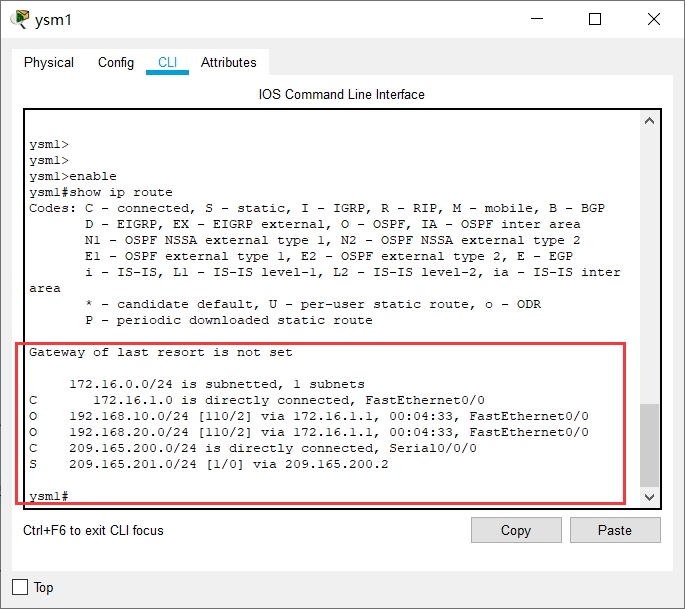 ysm1
Physical Config CLI Attributes
IOS Command Line Interface
ysm1>
ysm1>
ysm1>enable
ysm1#show ip route
Codes: C - connected, S - static, I - IGRP, R - RIP, M - mobile, B - BGP
D - EIGRP, EX - EIGRP external, O - OSPF, IA - OSPF inter area
N1 - OSPF NSSA external type 1, N2 - OSPF NSSA external type 2
E1 - OSPF external type 1, E2 - OSPF external type 2, E - EGP
i - IS-IS, L1 - IS-IS level-1, L2 - IS-IS level-2, ia - IS-IS inter
area
* - candidate default, U - per-user static route, o - ODR
P - periodic downloaded static route
Gateway of last resort is not set
172.16.0.0/24 is subnetted, 1 subnets
C 172.16.1.0 is directly connected, FastEthernet0/0
O 192.168.10.0/24 [110/2] via 172.16.1.1, 00:04:33, FastEthernet0/0
O 192.168.20.0/24 [110/2] via 172.16.1.1, 00:04:33, FastEthernet0/0
C 209.165.200.0/24 is directly connected, Serial0/0/0
S 209.165.201.0/24 [1/0] via 209.165.200.2
ysm1#
Ctrl+F6 to exit CLI focus
Copy Paste
Top